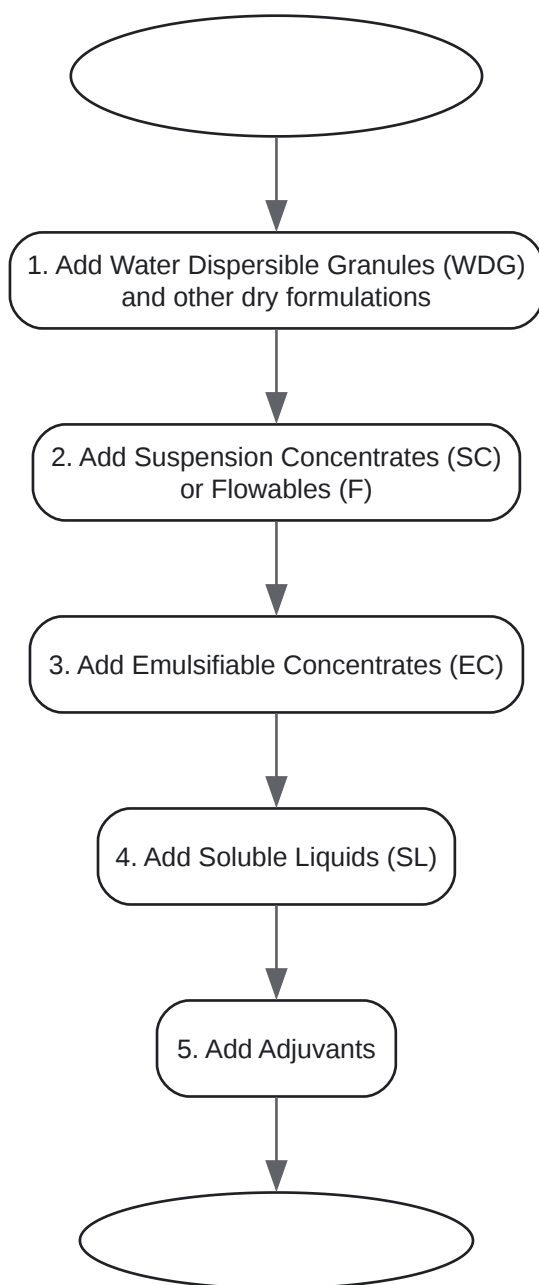 1. Add Water Dispersible Granules (WDG)
and other dry formulations
2. Add Suspension Concentrates (SC)
or Flowables (F)
3. Add Emulsifiable Concentrates (EC)
4. Add Soluble Liquids (SL)
5. Add Adjuvants